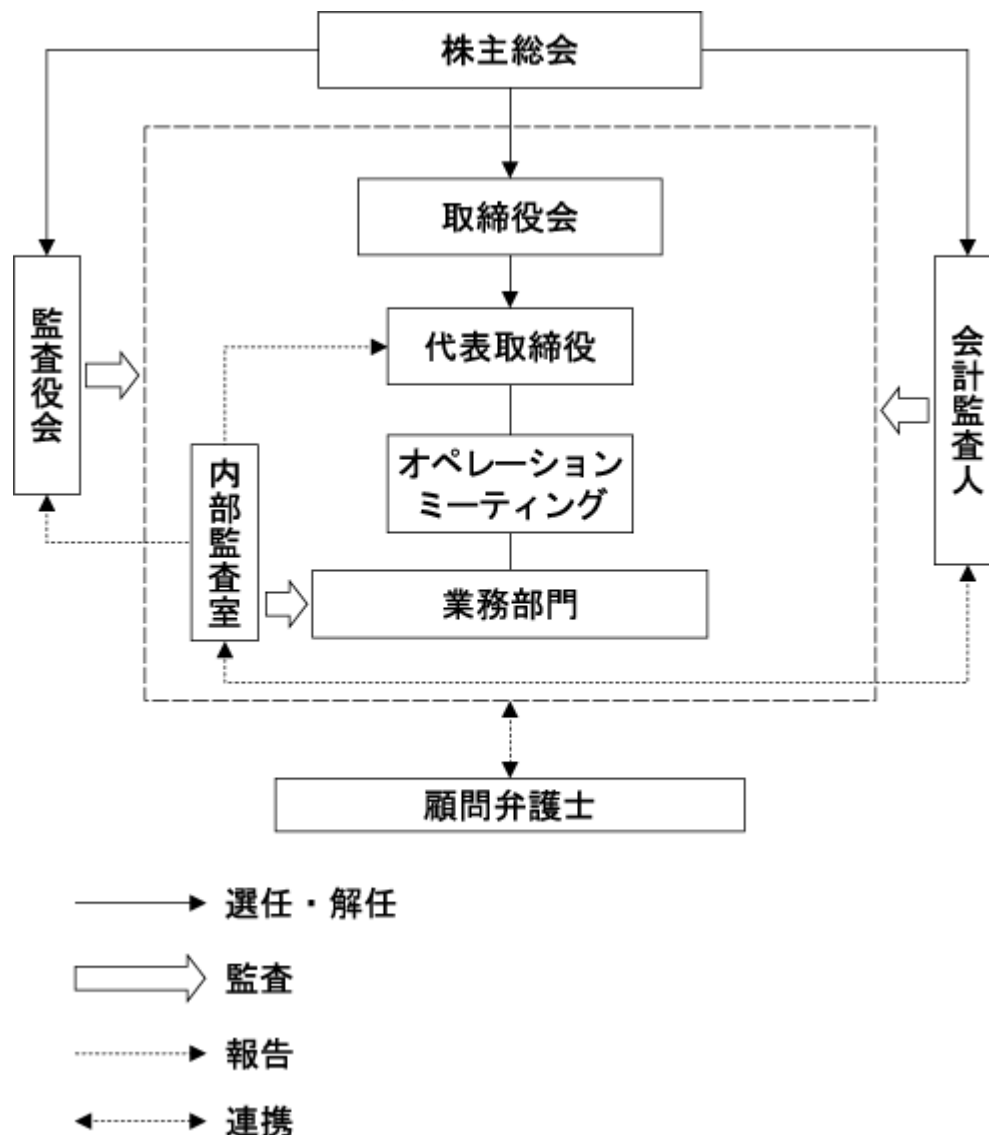 株主総会
取締役会
代表取締役
監査役会
会計監査人
オペレーション
ミーティング
内部監査室
業務部門
顧問弁護士
選任・解任
監査
報告
連携